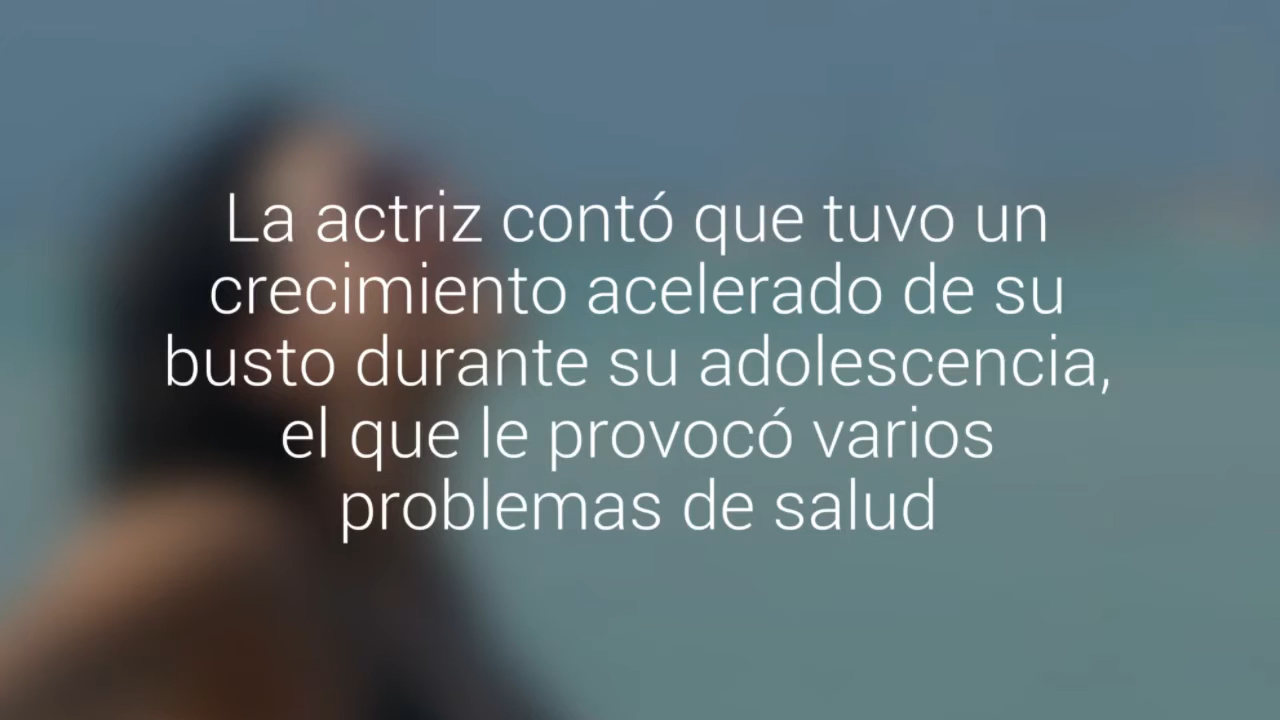 La actriz contó que tuvo un
crecimiento acelerado de su
busto durante su adolescencia,
el que le provocó varios
problemas de salud